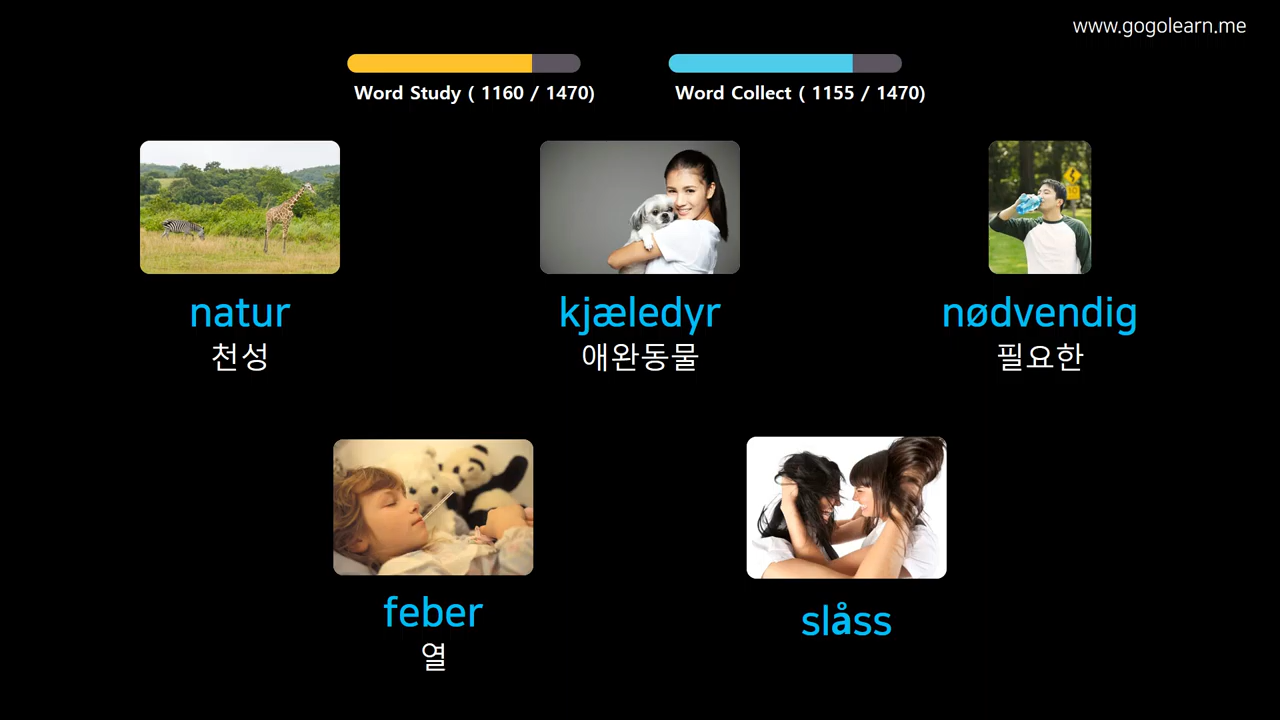 www.gogolearn.me
Word Study ( 1160 / 1470)
Word Collect ( 1155 / 1470)
natur
천성
kjæledyr
애완동물
nødvendig
필요한
feber
열
slåss